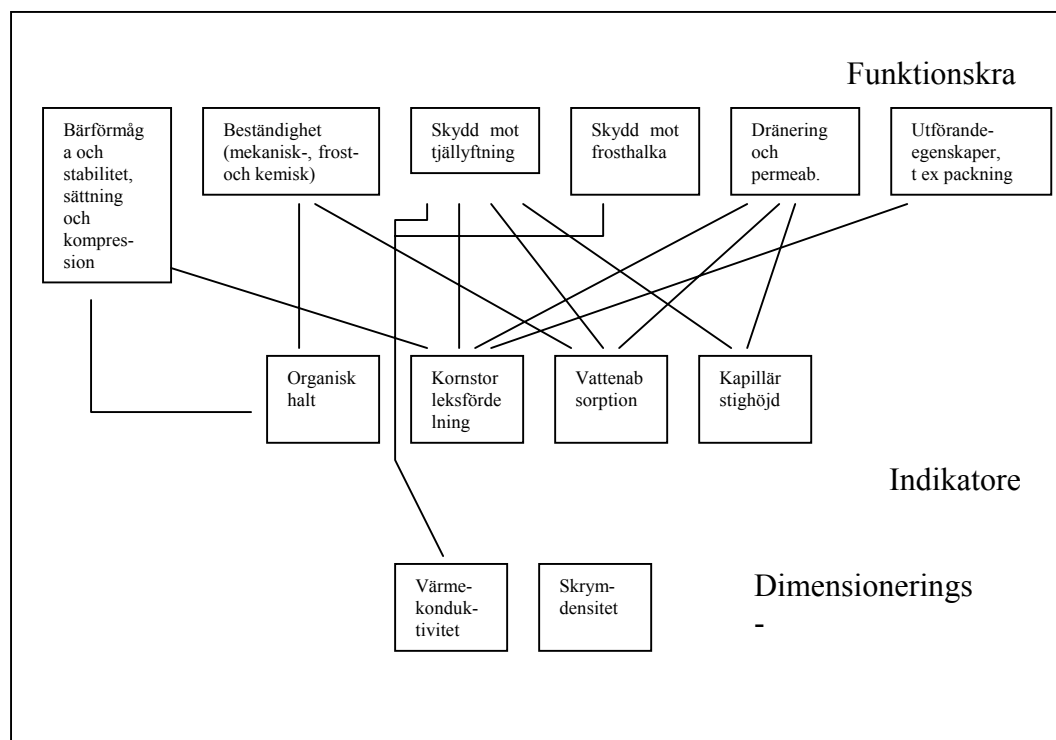 Funktionskra
Bärförmåg
a och
stabilitet,
sättning
och
kompres-
sion
Beständighet
(mekanisk-, frost-
och kemisk)
Skydd mot
tjällyftning
Skydd mot
frosthalka
Dränering
och
permeab.
Utförande-
egenskaper,
t ex packning
Organisk
halt
Kornstor
leksförde
lning
Vattenab
sorption
Kapillär
stighöjd
Indikatore
Värme-
konduk-
tivitet
Skrym-
densitet
Dimensionerings
-